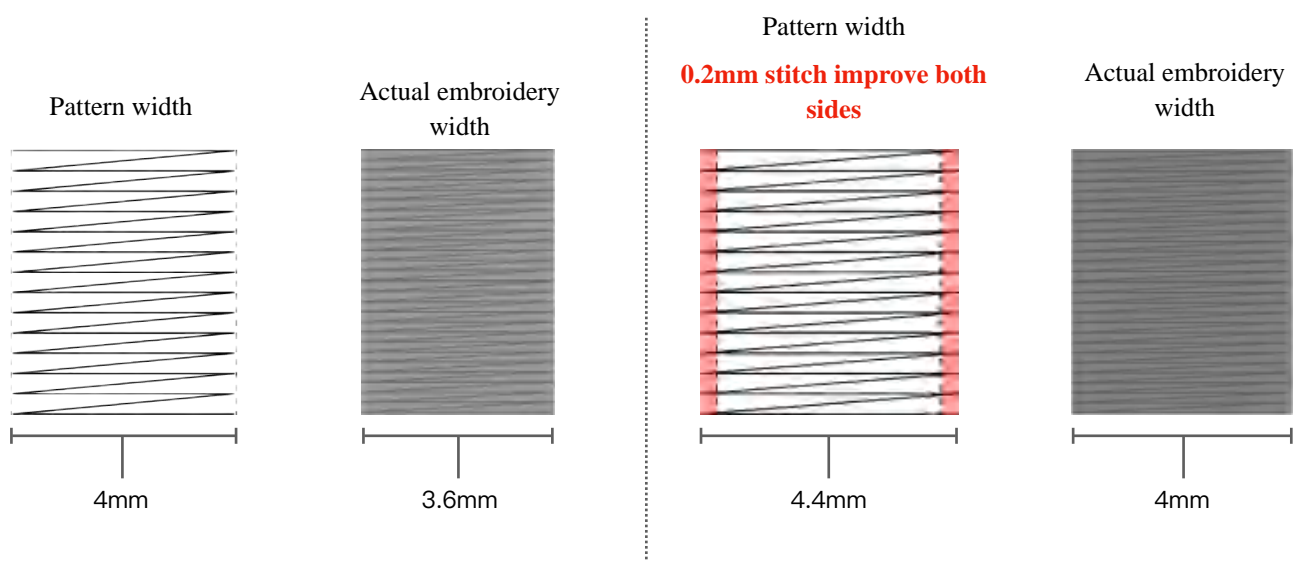 Pattern width
Actual embroidery
width
4mm
3.6mm
Pattern width
0.2mm stitch improve both
sides
Actual embroidery
width
4.4mm
4mm